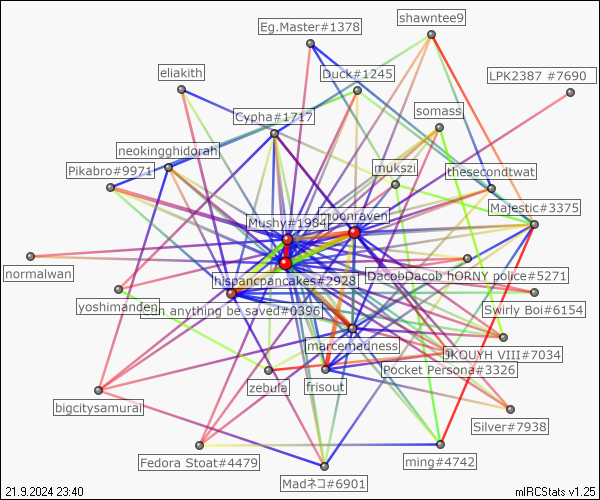 shawntee9
Eg.Master#1378
Duck#1245
eliakith
LPK2387 #7690
somass
Cypha#1717
neokingghidorah
Pikabro#9971
mukszi
thesecondtwat
Majestic#3375
moonraven
Mushy#1984
normalwan
hispancpancakes#2928
DacobDacob hORNY police#5271
yoshimanden
an anything be saved#0396
Swirly Boi#6154
marcemadness
JKQUYH VIII#7034
Pocket Persona#3326
zebula
frisout
bigcitysamurai
Silver#7938
Fedora Stoat#4479
ming#4742
Madネコ#6901
21.9.2024 23:40
mIRCStats v1.25